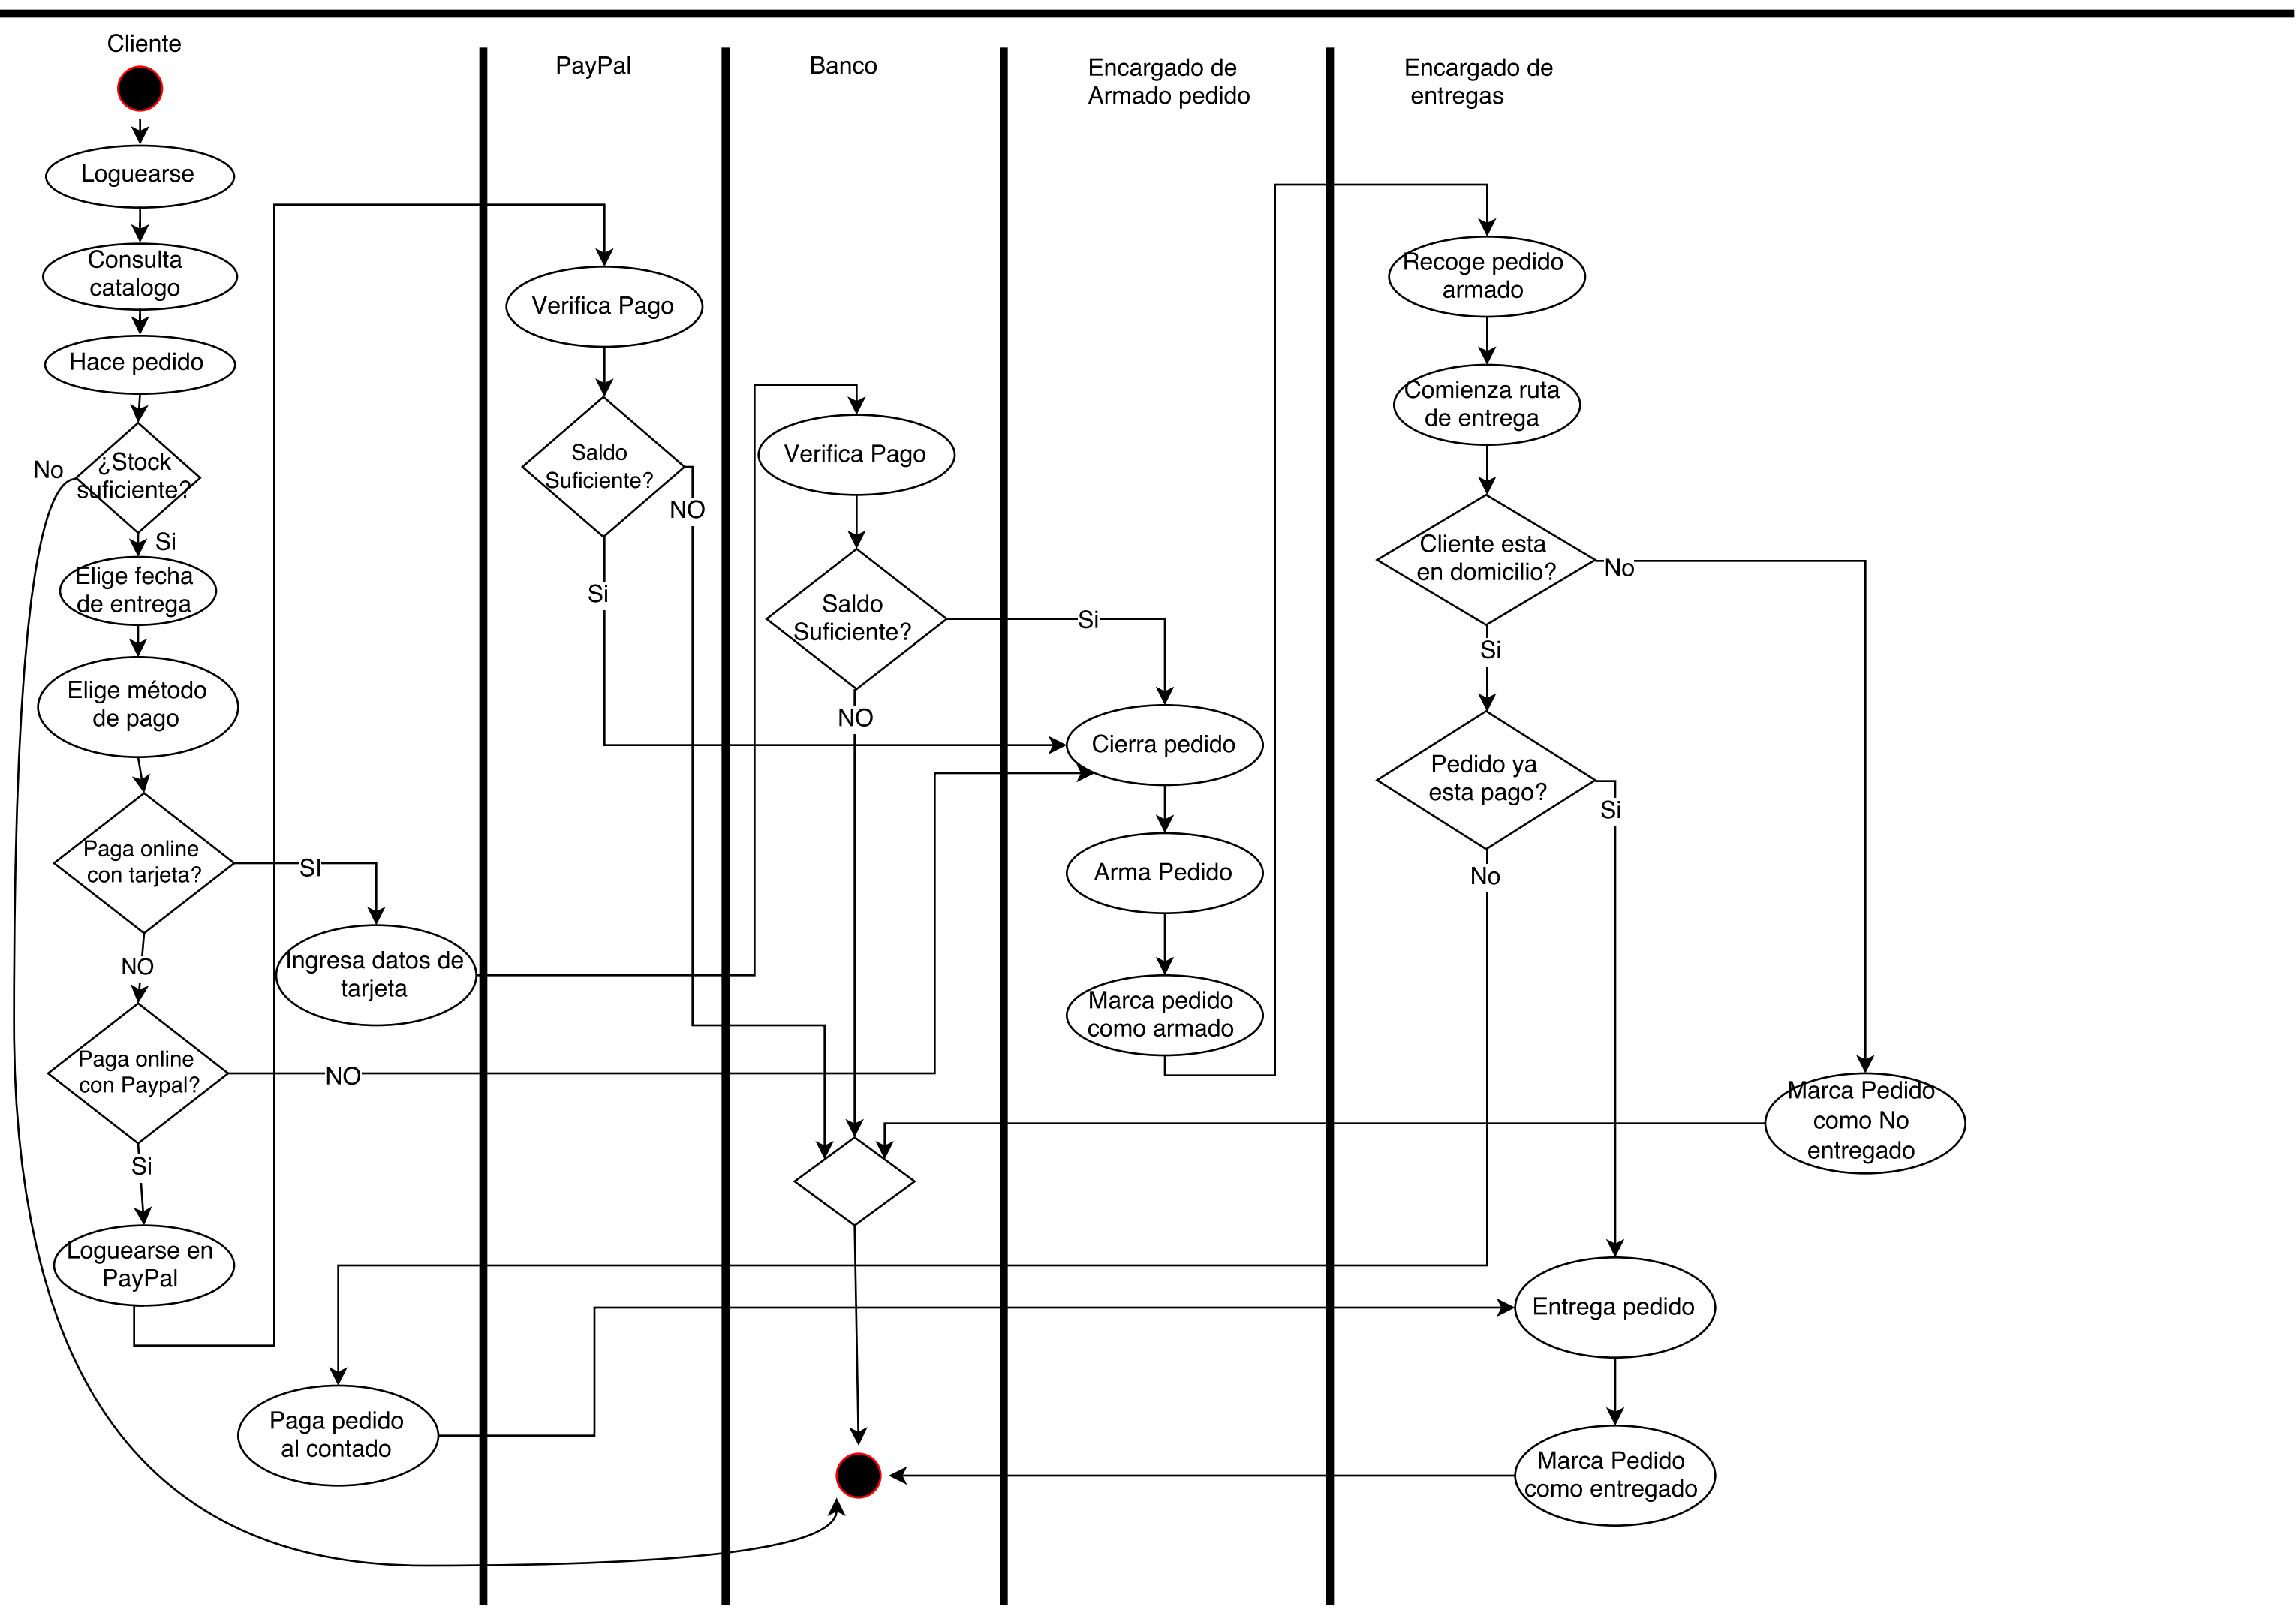 Cliente
PayPal
Banco
Encargado de
Armado pedido
Encargado de
entregas
Loguearse
Consulta
catalogo
Hace pedido
¿Stock
suficiente?
No
Si
Elige fecha
de entrega
Elige método
de pago
Paga online
con tarjeta?
SI
NO
Ingresa datos de
tarjeta
Paga online
con Paypal?
NO
Si
Loguearse en
PayPal
Paga pedido
al contado
Verifica Pago
Saldo
Suficiente?
NO
Si
Verifica Pago
Saldo
Suficiente?
Si
NO
Cierra pedido
Arma Pedido
Marca pedido
como armado
Recoge pedido
armado
Comienza ruta
de entrega
Cliente esta
en domicilio?
No
Si
Pedido ya
esta pago?
Si
No
Marca Pedido
como No
entregado
Entrega pedido
Marca Pedido
como entregado